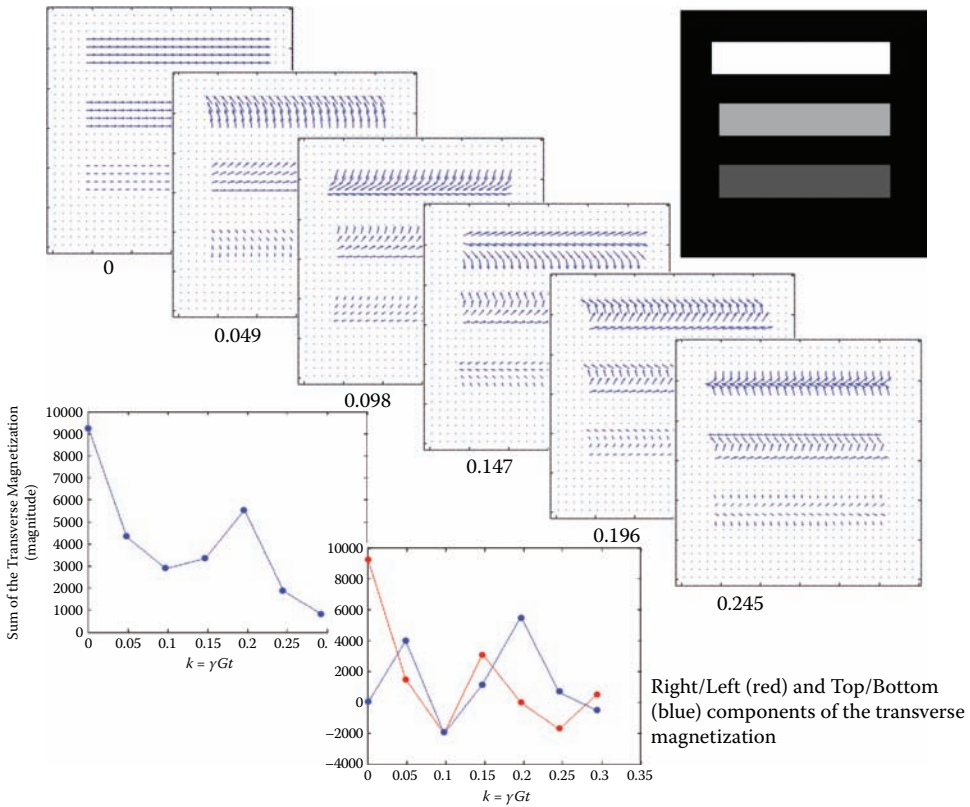 0
0.049
0.098
0.147
0.196
0.245
Sum of the Transverse Magnetization
(magnitude)
10000
9000
8000
7000
6000
5000
4000
3000
2000
1000
0
0 0.05 0.1 0.15 0.2 0.25 0.
k = γGt
10000
8000
6000
4000
2000
0
−2000
−4000
0 0.05 0.1 0.15 0.2 0.25 0.3 0.35
k = γGt
Right/Left (red) and Top/Bottom
(blue) components of the transverse
magnetization